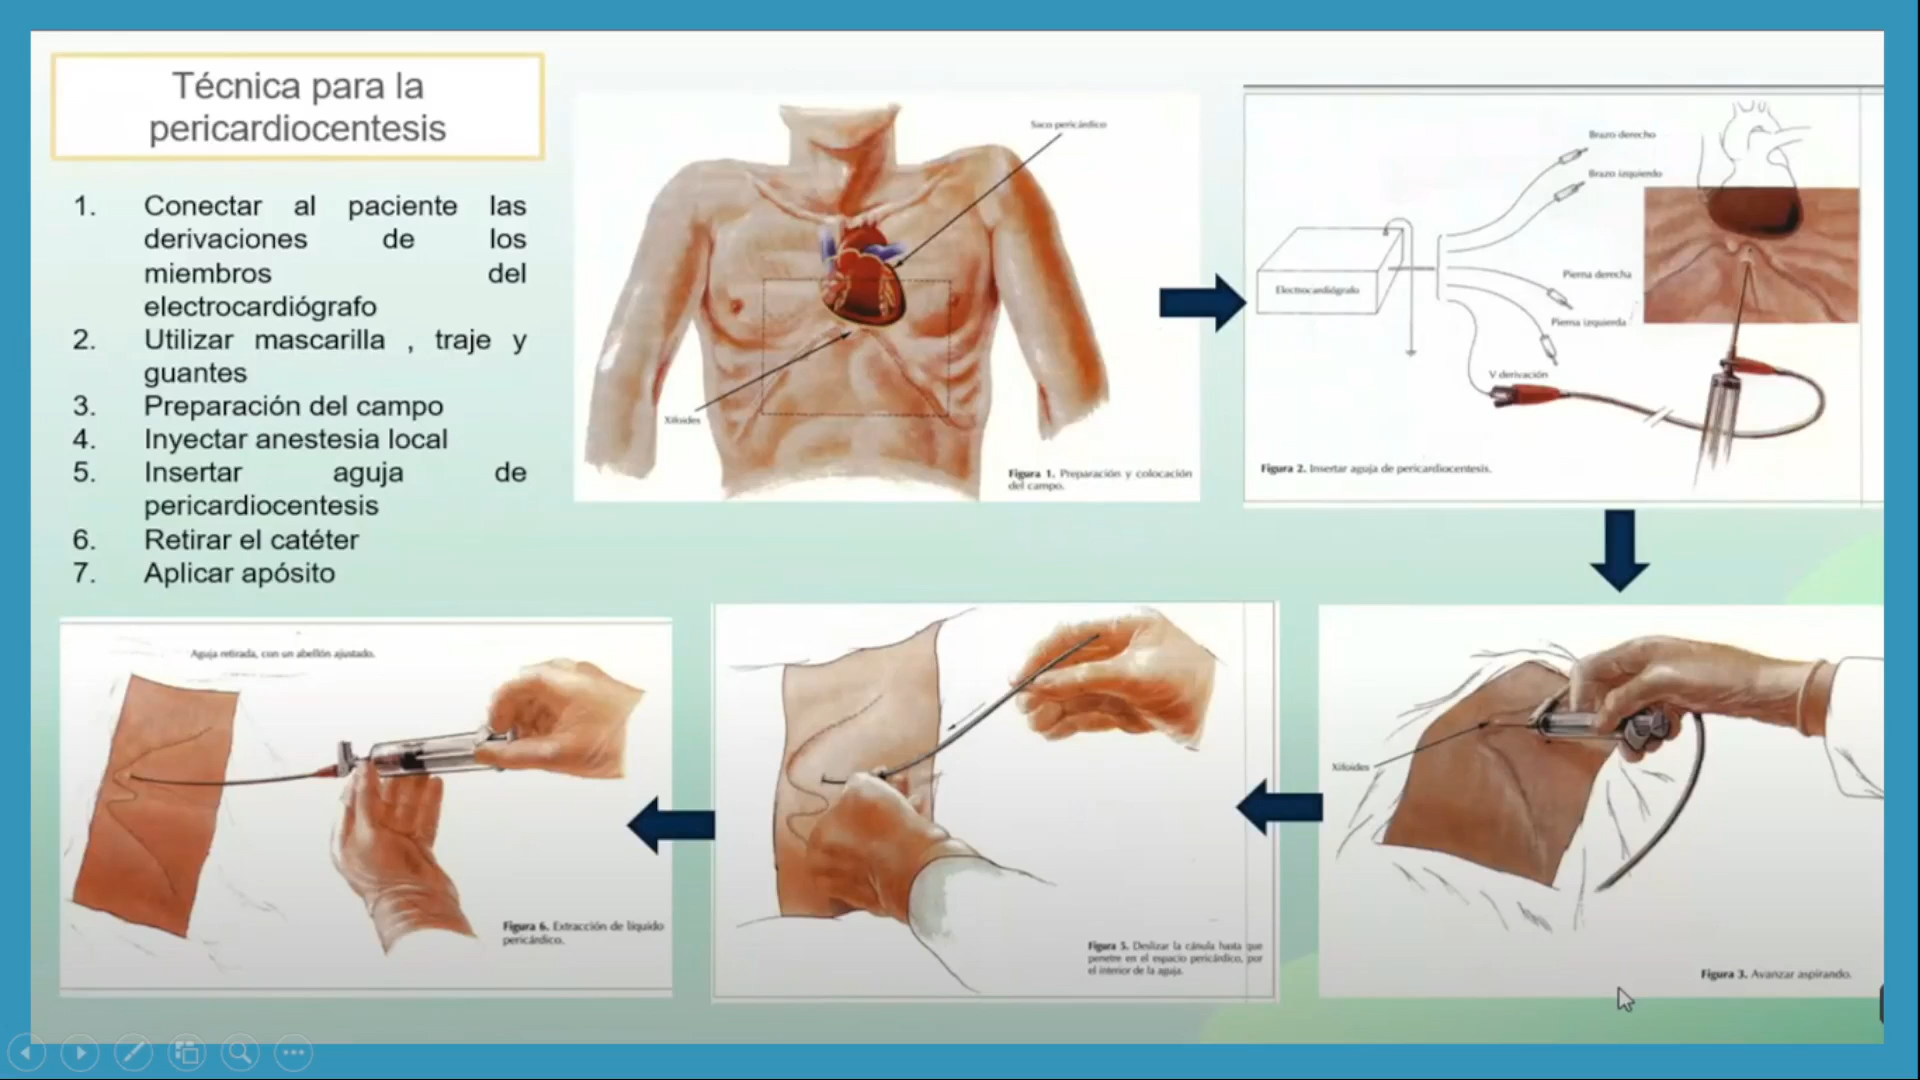 Técnica para la
pericardiocentesis
1. Conectar al paciente las
derivaciones de los
miembros del
electrocardiógrafo
2. Utilizar mascarilla , traje y
guantes
3. Preparación del campo
4. Inyectar anestesia local
5. Insertar aguja de
pericardiocentesis
6. Retirar el catéter
7. Aplicar apósito
Saco pericárdico
Xifoides
Figura 1. Preparación y colocación
del campo.
Brazo derecho
Brazo izquierdo
Electrocardiógrafo
Pierna derecha
Pierna izquierda
V derivación
Figura 2. Insertar aguja de pericardiocentesis.
Xifoides
Figura 3. Avanzar aspirando.
Figura 5. Deslizar la cánula hasta que
penetre en el espacio pericárdico, por
el interior de la aguja.
Aguja retirada, con un abellón ajustado.
Figura 6. Extracción de líquido
pericárdico.